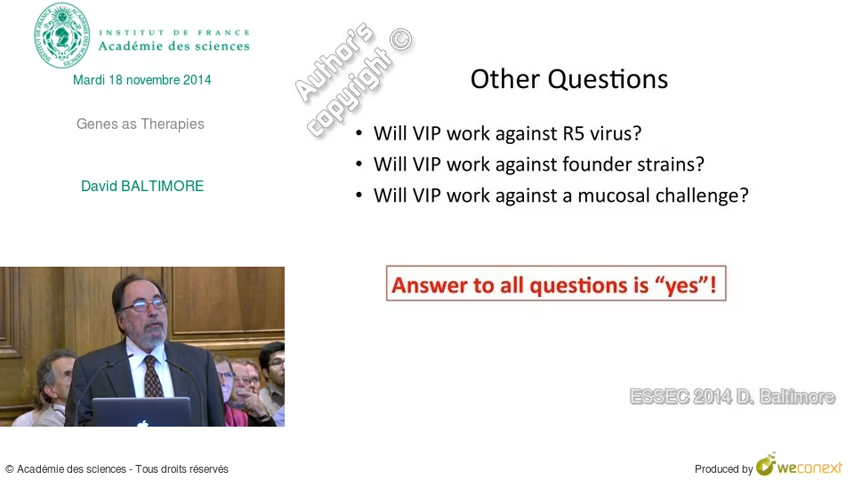 INSTITUT DE FRANCE
Académie des sciences
Mardi 18 novembre 2014
Genes as Therapies
David BALTIMORE
Author's
copyright ©
Other Questions
• Will VIP work against R5 virus?
• Will VIP work against founder strains?
• Will VIP work against a mucosal challenge?
Answer to all questions is “yes”!
ESSEC 2014 D. Baltimore
© Académie des sciences - Tous droits réservés
Produced by weconext